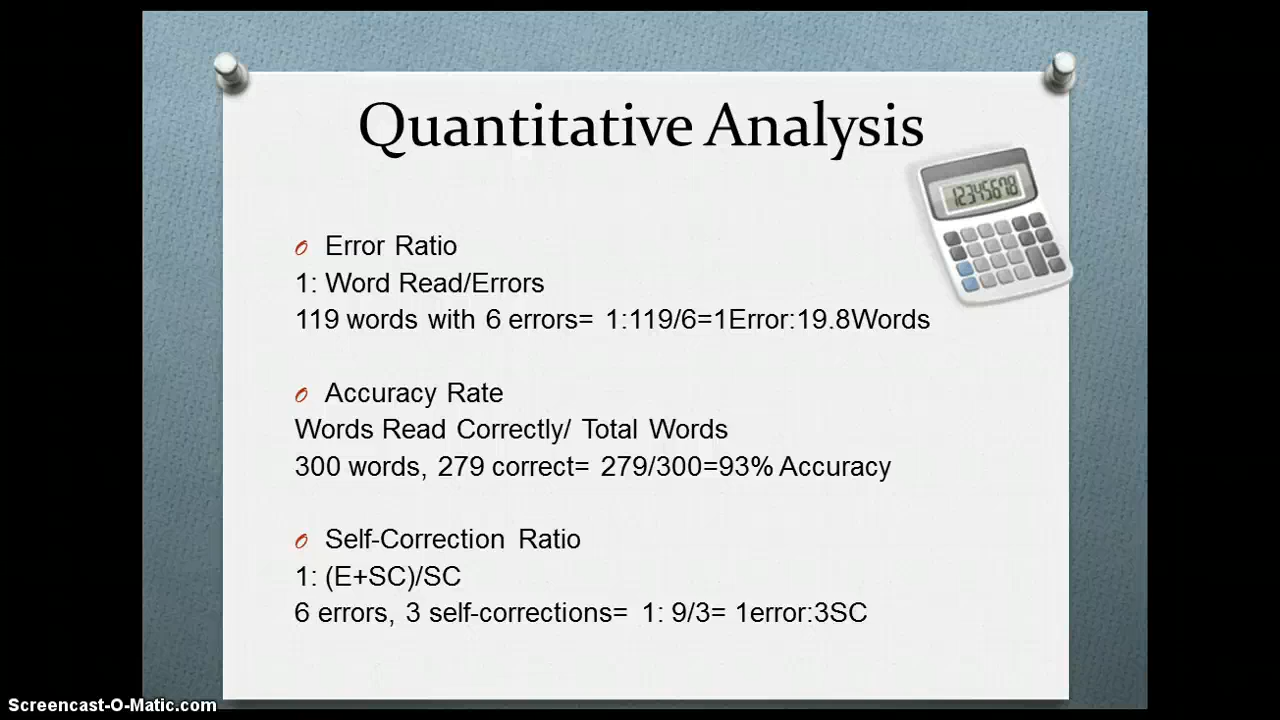 Quantitative Analysis
12345678
Error Ratio
1: Word Read/Errors
119 words with 6 errors= 1:119/6=1Error:19.8Words
Accuracy Rate
Words Read Correctly/ Total Words
300 words, 279 correct= 279/300=93% Accuracy
Self-Correction Ratio
1: (E+SC)/SC
6 errors, 3 self-corrections= 1: 9/3= 1error:3SC
Screencast-O-Matic.com